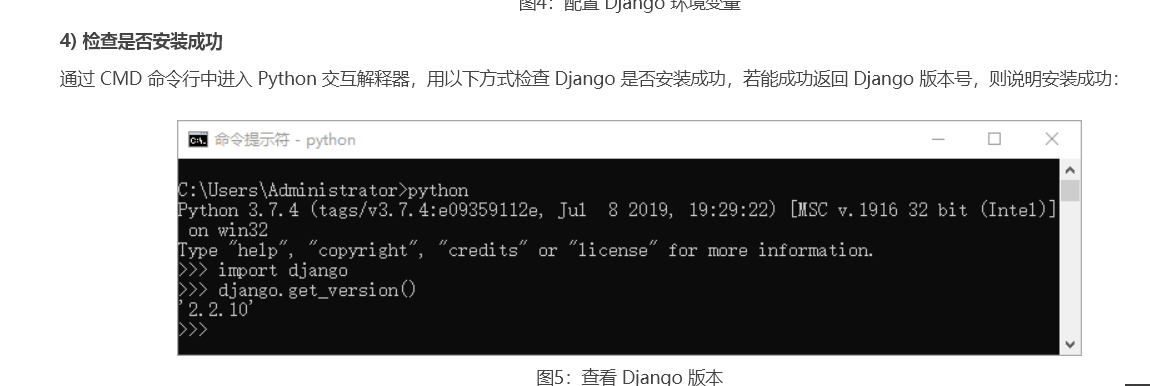 图4：配置 Django 环境变量
4) 检查是否安装成功
通过 CMD 命令行中进入 Python 交互解释器，用以下方式检查 Django 是否安装成功，若能成功返回 Django 版本号，则说明安装成功：
命令提示符 - python
C:\Users\Administrator>python
Python 3.7.4 (tags/v3.7.4:e09359112e, Jul  8 2019, 19:29:22) [MSC v.1916 32 bit (Intel)]
 on win32
Type "help", "copyright", "credits" or "license" for more information.
>>> import django
>>> django.get_version()
'2.2.10'
>>>
图5：查看 Django 版本